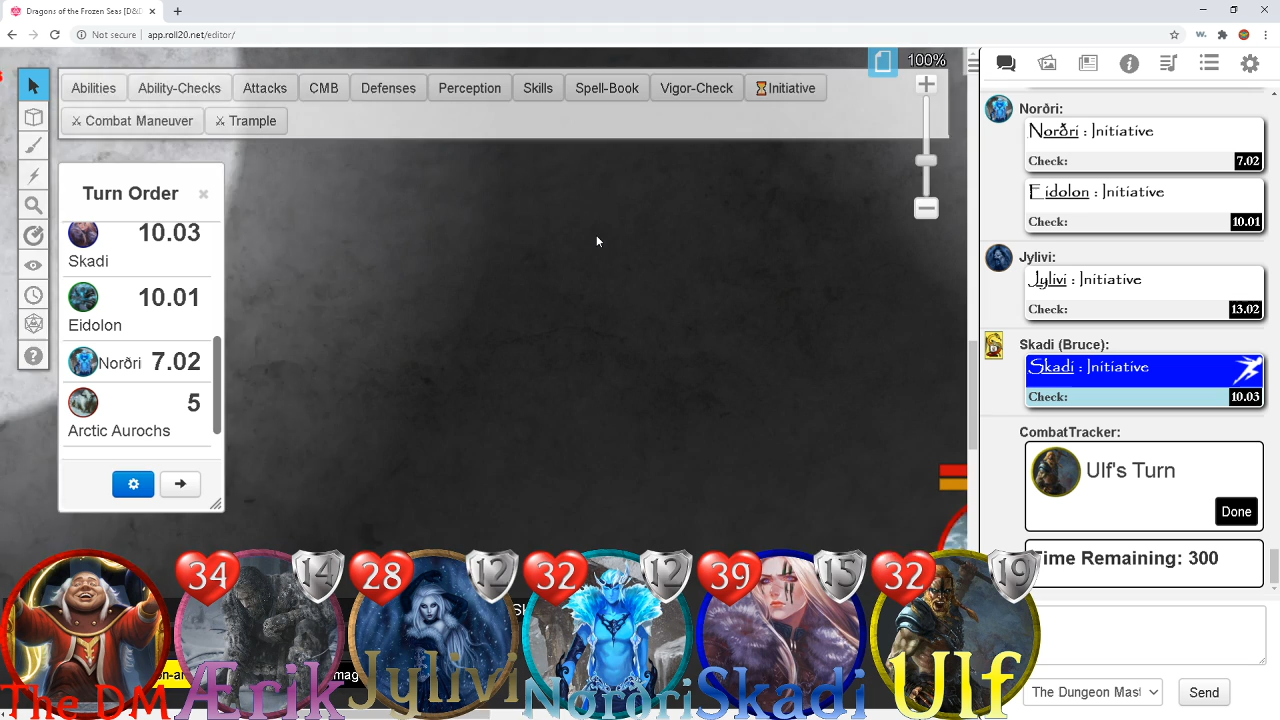 Dragons of the Frozen Seas [D&D
Not secure
app.roll20.net/editor/
100%
Abilities
Ability-Checks
Attacks
CMB
Defenses
Perception
Skills
Spell-Book
Vigor-Check
Initiative
Combat Maneuver
Trample
Turn Order
10.03
Skadi
10.01
Eidolon
Norðri 7.02
5
Arctic Aurochs
Norðri:
Norðri : Initiative
Check: 7.02
Eidolon : Initiative
Check: 10.01
Jylivi:
Jylivi : Initiative
Check: 13.02
Skadi (Bruce):
Skadi : Initiative
Check: 10.03
CombatTracker:
Ulf's Turn
Done
Time Remaining: 300
34 14 28 12 32 12 39 15 32 19
The DM Ærik Jylivi Norðri Skadi Ulf
The Dungeon Mast
Send